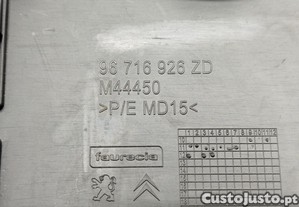 96 716 926 ZD
M44450
>P/E MD15<
faurecia
Custojusto.pt